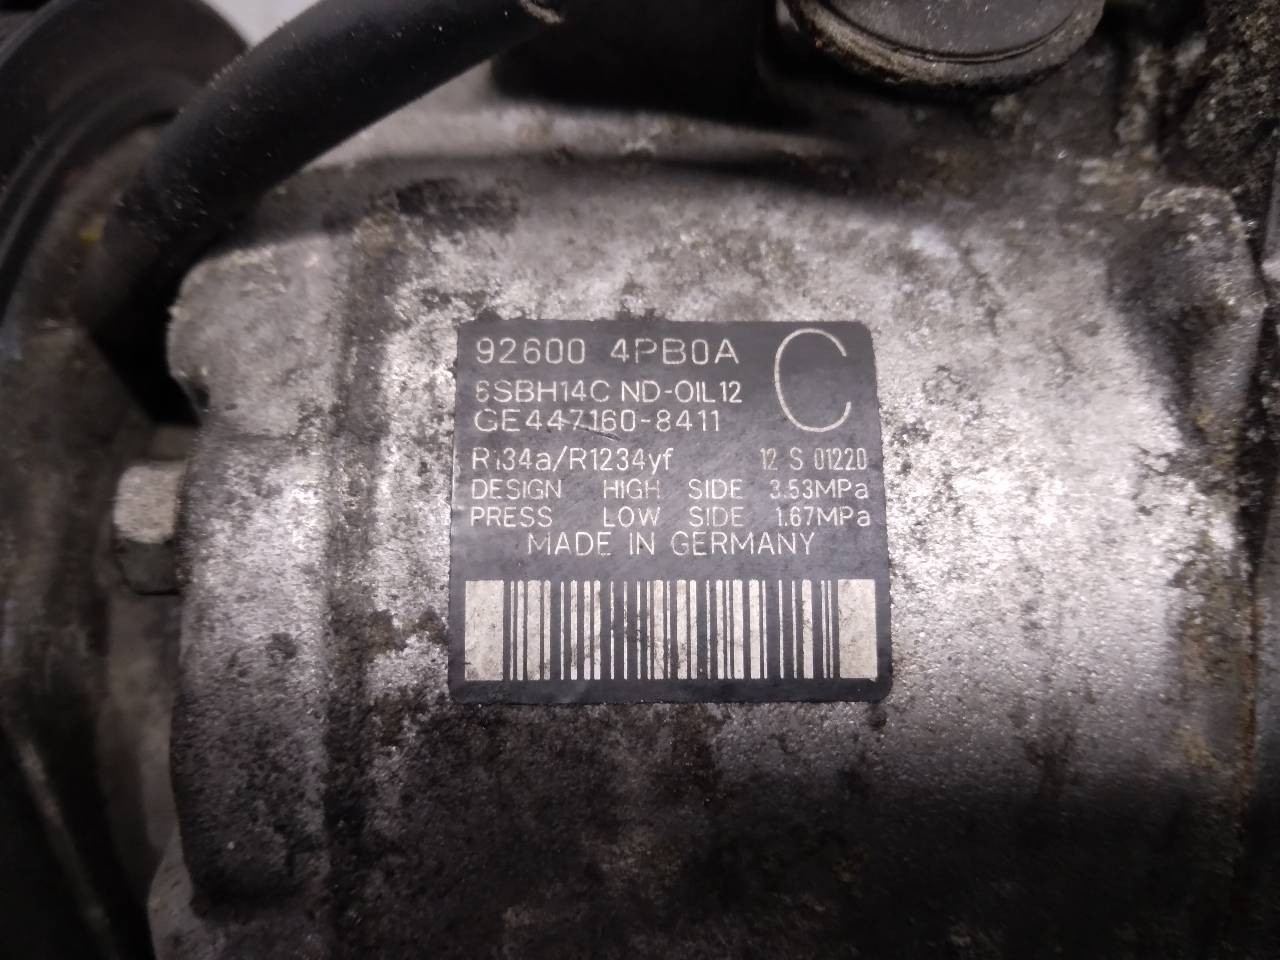 92600 4PB0A C
6SBH14C ND-OIL12
GE447160-8411
R134a/R1234yf 12 S 01220
DESIGN HIGH SIDE 3.53MPa
PRESS LOW SIDE 1.67MPa
MADE IN GERMANY